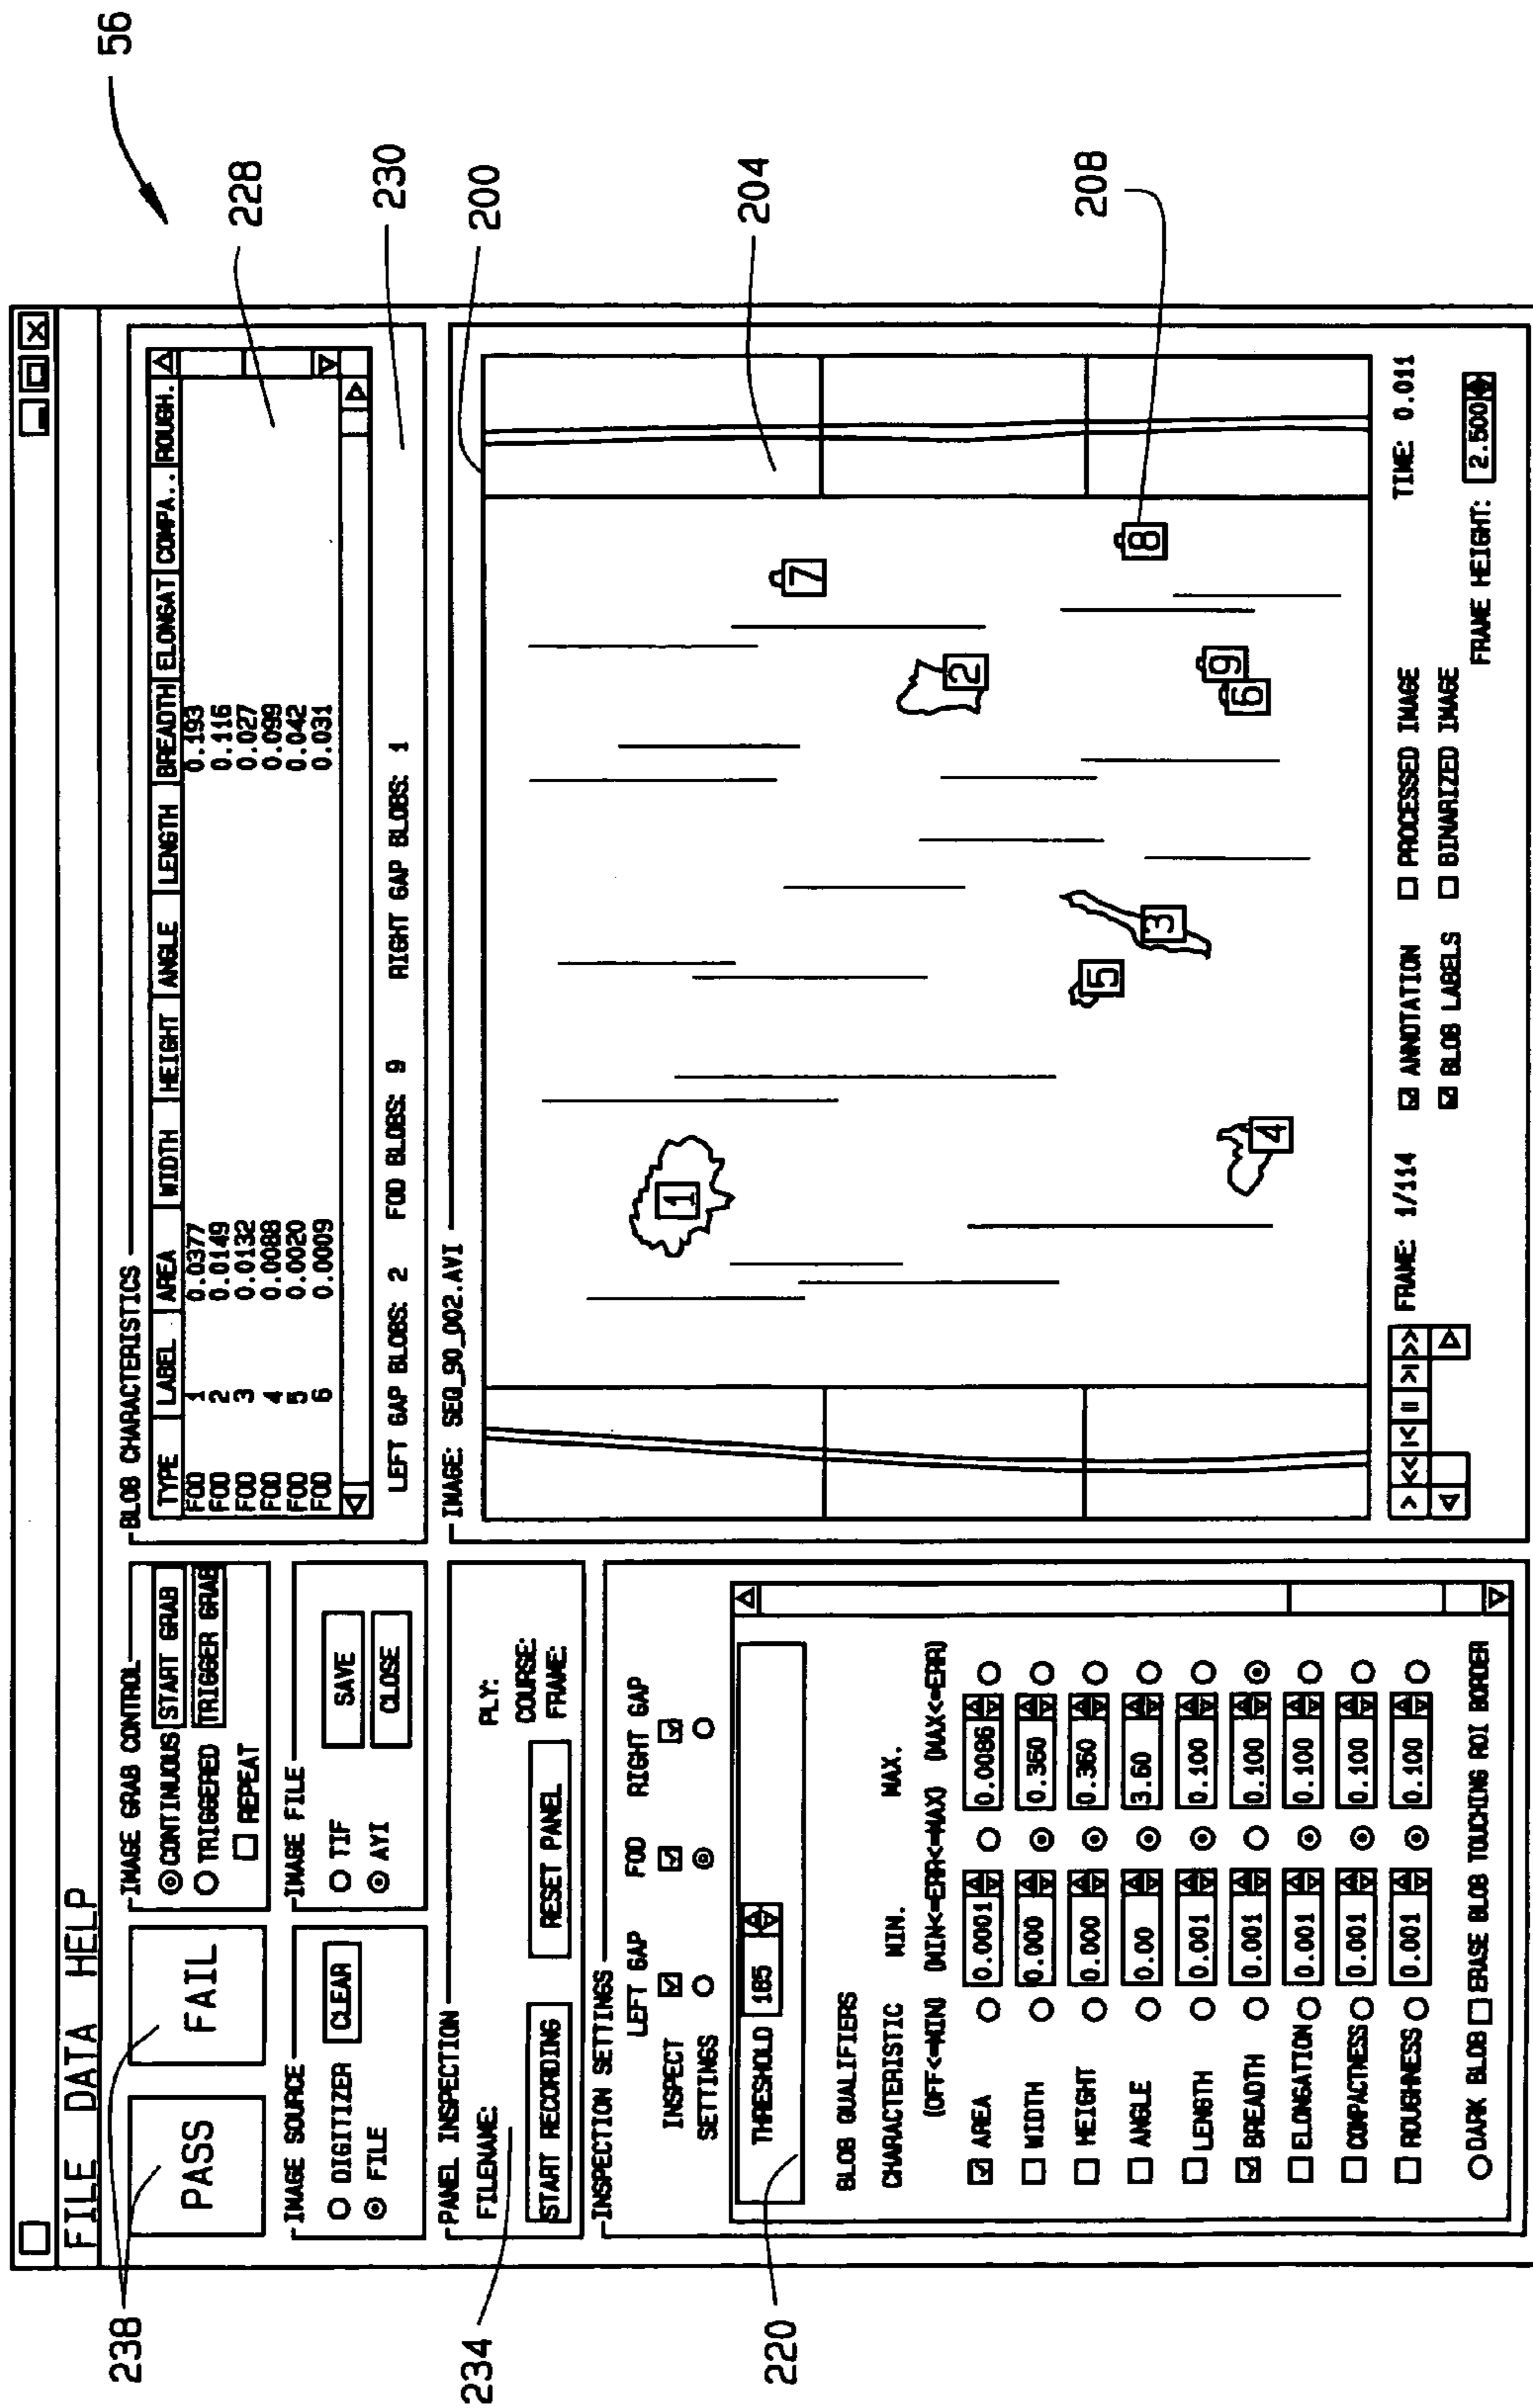 56
FILE DATA HELP
238
PASS
FAIL
IMAGE GRAB CONTROL
CONTINUOUS START GRAB
TRIGGERED TRIGGER GRAB
REPEAT
IMAGE SOURCE
DIGITIZER CLEAR
FILE
IMAGE FILE
TIF SAVE
AYI CLOSE
234
PANEL INSPECTION
FILENAME: PLY:
COURSE:
START RECORDING RESET PANEL FRAME:
INSPECTION SETTINGS
LEFT GAP FOD RIGHT GAP
INSPECT
SETTINGS
220
THRESHOLD 185
BLOB QUALIFIERS
CHARACTERISTIC MIN. MAX.
(OFF<=MIN) (MIN<=ERR<=MAX) (MAX<=ERR)
AREA 0.0001 0.0086
WIDTH 0.000 0.360
HEIGHT 0.000 0.360
ANGLE 0.00 3.60
LENGTH 0.001 0.100
BREADTH 0.001 0.100
ELONGATION 0.001 0.100
COMPACTNESS 0.001 0.100
ROUGHNESS 0.001 0.100
DARK BLOB ERASE BLOB TOUCHING ROI BORDER
BLOB CHARACTERISTICS
TYPE LABEL AREA WIDTH HEIGHT ANGLE LENGTH BREADTH ELONGAT COMPA.. ROUGH.
FOD 1 0.0377 0.193
FOD 2 0.0149 0.116
FOD 3 0.0132 0.027
FOD 4 0.0088 0.099
FOD 5 0.0020 0.042
FOD 6 0.0009 0.031
228
LEFT GAP BLOBS: 2 FOD BLOBS: 9 RIGHT GAP BLOBS: 1
230
IMAGE: SEQ_90_002.AVI
200
204
1
7
2
5
3
8
208
9
6
4
> << |< || >| >> FRAME: 1/114 ANNOTATION PROCESSED IMAGE TIME: 0.011
BLOB LABELS BINARIZED IMAGE
FRAME HEIGHT: 2.500